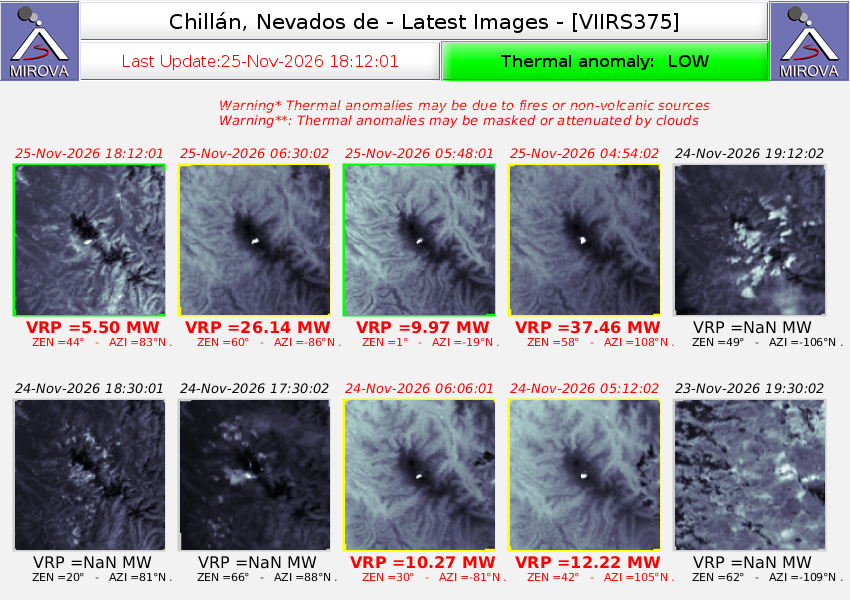 Chillán, Nevados de - Latest Images - [VIIRS375]
MIROVA
Last Update:25-Nov-2026 18:12:01
Thermal anomaly: LOW
MIROVA
Warning* Thermal anomalies may be due to fires or non-volcanic sources
Warning**: Thermal anomalies may be masked or attenuated by clouds
25-Nov-2026 18:12:01
25-Nov-2026 06:30:02
25-Nov-2026 05:48:01
25-Nov-2026 04:54:02
24-Nov-2026 19:12:02
VRP =5.50 MW
VRP =26.14 MW
VRP =9.97 MW
VRP =37.46 MW
VRP =NaN MW
ZEN =44° - AZI =83°N .
ZEN =60° - AZI =-86°N .
ZEN =1° - AZI =-19°N .
ZEN =58° - AZI =108°N .
ZEN =49° - AZI =-106°N .
24-Nov-2026 18:30:01
24-Nov-2026 17:30:02
24-Nov-2026 06:06:01
24-Nov-2026 05:12:02
23-Nov-2026 19:30:02
VRP =NaN MW
VRP =NaN MW
VRP =10.27 MW
VRP =12.22 MW
VRP =NaN MW
ZEN =20° - AZI =81°N .
ZEN =66° - AZI =88°N .
ZEN =30° - AZI =-81°N .
ZEN =42° - AZI =105°N .
ZEN =62° - AZI =-109°N .